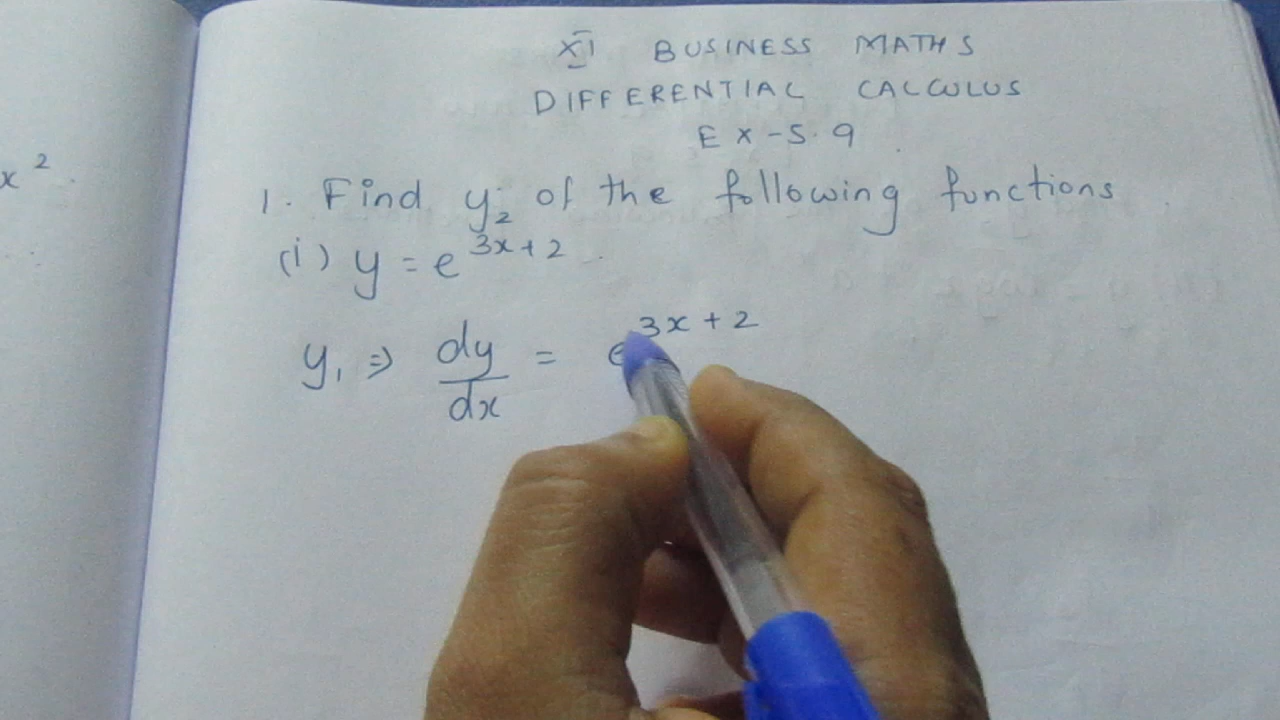 x²
XI BUSINESS MATHS
DIFFERENTIAL CALCULUS
EX-5.9
1. Find y₂ of the following functions
(i) y = e^3x+2
y₁ ⇒ dy/dx = e^3x+2